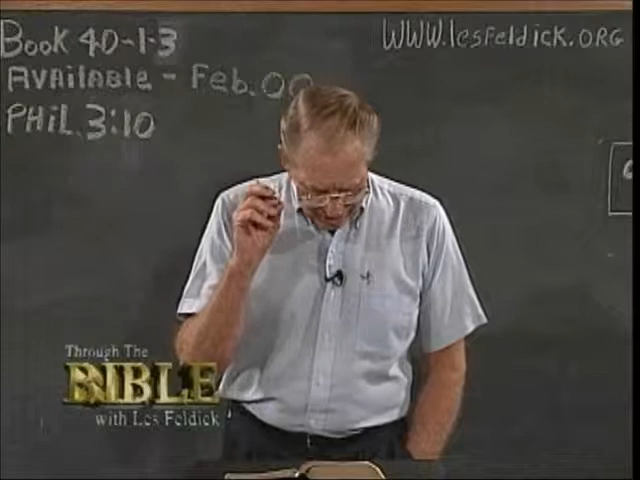 Book 40-1-3
WWW.lesfeldick.ORG
Available - Feb. 00
PHIL 3:10
Through The
BIBLE
with Les Feldick